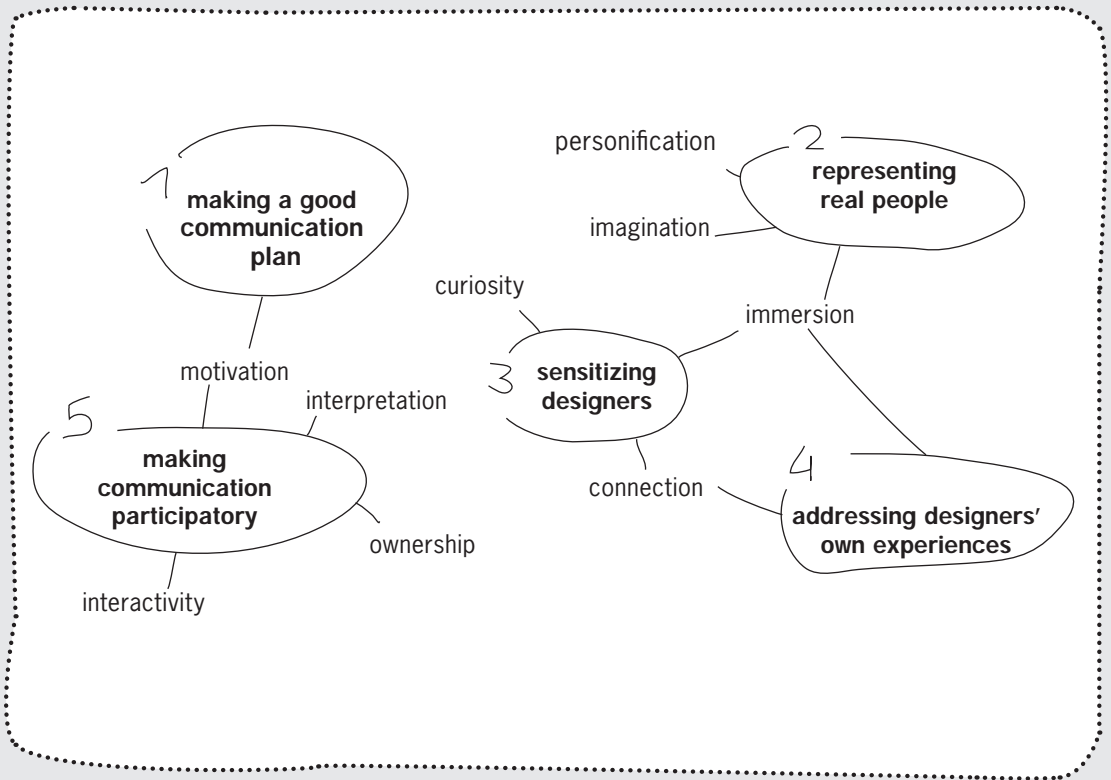 1
making a good
communication
plan
motivation
5
making
communication
participatory
interpretation
ownership
interactivity
personification
imagination
2
representing
real people
immersion
curiosity
3
sensitizing
designers
connection
4
addressing designers'
own experiences